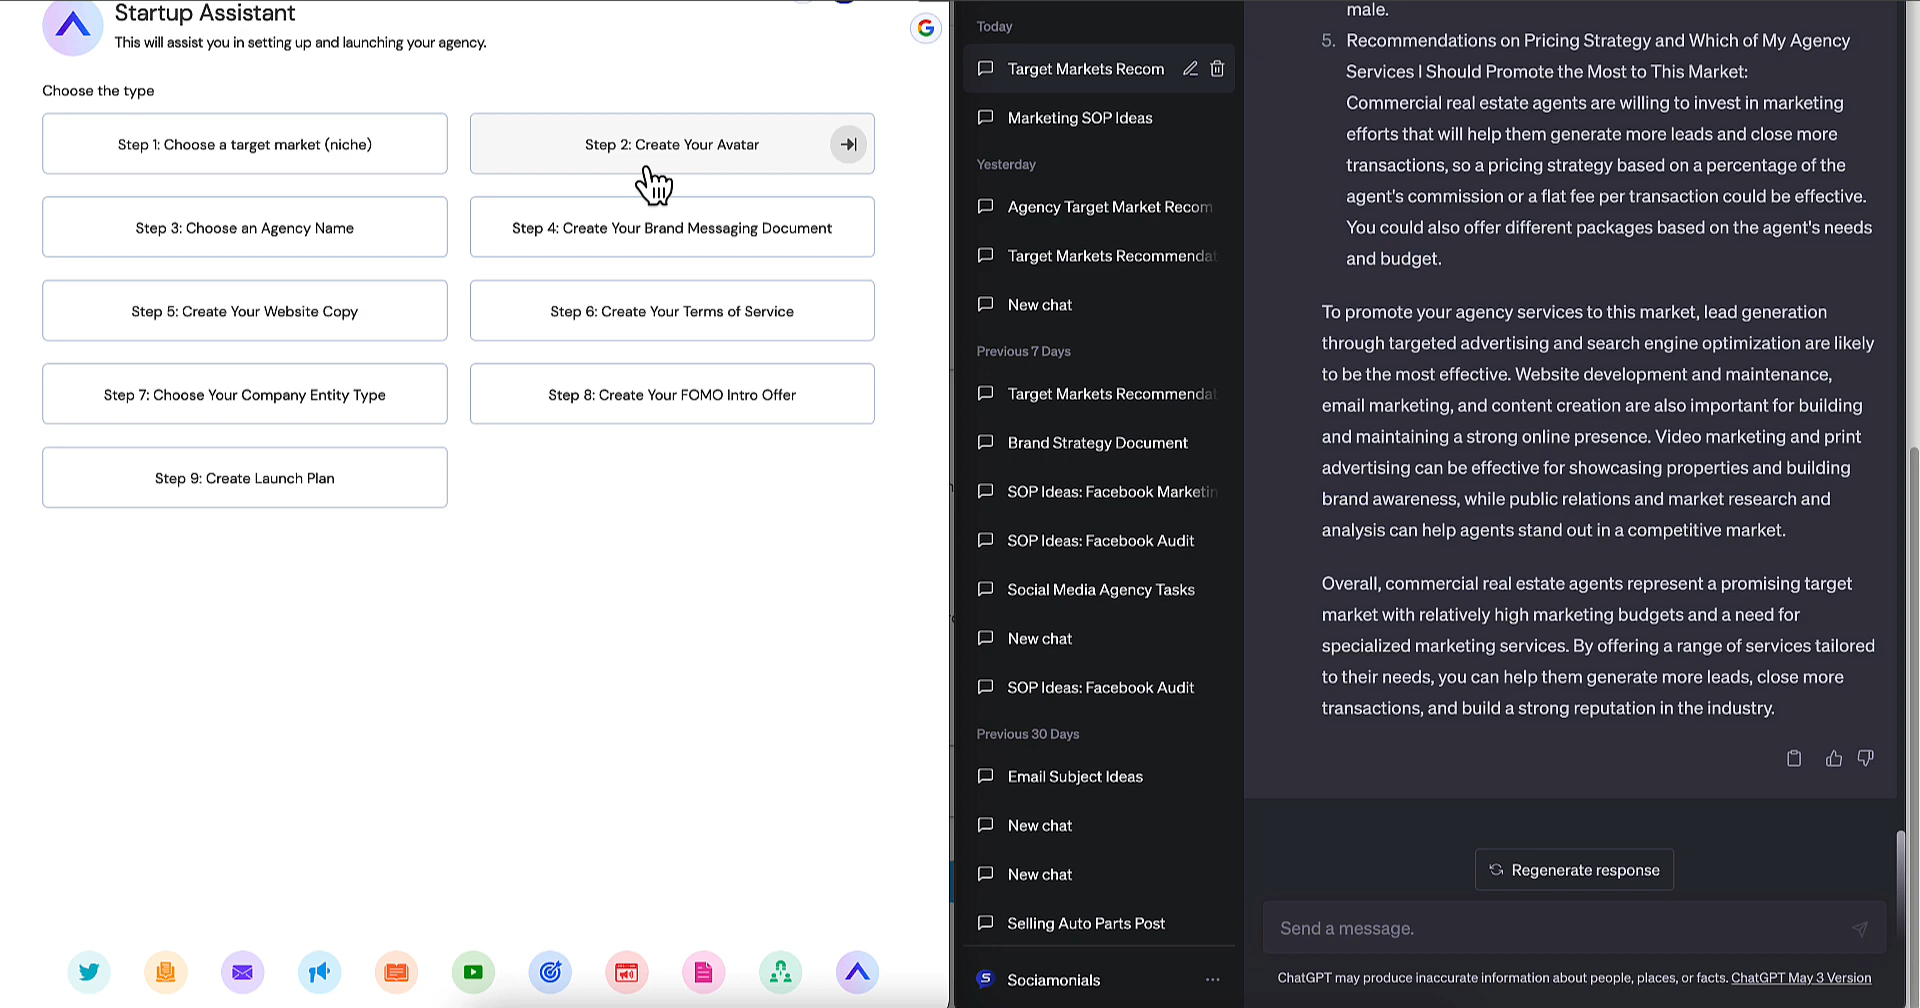 Startup Assistant
This will assist you in setting up and launching your agency.
Choose the type
Step 1: Choose a target market (niche)
Step 2: Create Your Avatar
Step 3: Choose an Agency Name
Step 4: Create Your Brand Messaging Document
Step 5: Create Your Website Copy
Step 6: Create Your Terms of Service
Step 7: Choose Your Company Entity Type
Step 8: Create Your FOMO Intro Offer
Step 9: Create Launch Plan
Today
Target Markets Recom
Marketing SOP Ideas
Yesterday
Agency Target Market Recom
Target Markets Recommendat
New chat
Previous 7 Days
Target Markets Recommendat
Brand Strategy Document
SOP Ideas: Facebook Marketin
SOP Ideas: Facebook Audit
Social Media Agency Tasks
New chat
SOP Ideas: Facebook Audit
Previous 30 Days
Email Subject Ideas
New chat
New chat
Selling Auto Parts Post
Sociamonials
male.
5. Recommendations on Pricing Strategy and Which of My Agency
Services I Should Promote the Most to This Market:
Commercial real estate agents are willing to invest in marketing
efforts that will help them generate more leads and close more
transactions, so a pricing strategy based on a percentage of the
agent's commission or a flat fee per transaction could be effective.
You could also offer different packages based on the agent's needs
and budget.
To promote your agency services to this market, lead generation
through targeted advertising and search engine optimization are likely
to be the most effective. Website development and maintenance,
email marketing, and content creation are also important for building
and maintaining a strong online presence. Video marketing and print
advertising can be effective for showcasing properties and building
brand awareness, while public relations and market research and
analysis can help agents stand out in a competitive market.
Overall, commercial real estate agents represent a promising target
market with relatively high marketing budgets and a need for
specialized marketing services. By offering a range of services tailored
to their needs, you can help them generate more leads, close more
transactions, and build a strong reputation in the industry.
Regenerate response
Send a message.
ChatGPT may produce inaccurate information about people, places, or facts. ChatGPT May 3 Version